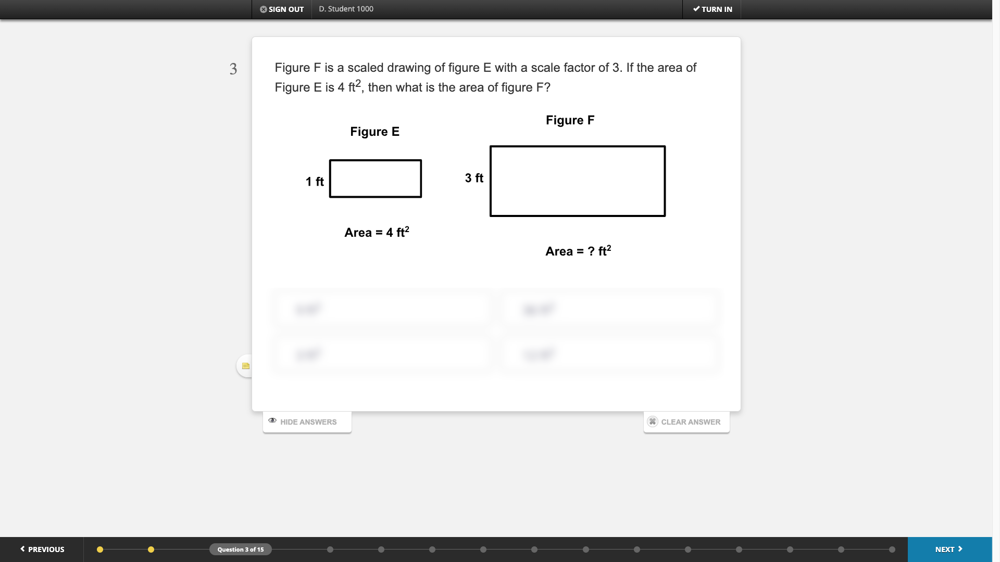 SIGN OUT
D. Student 1000
TURN IN
3
Figure F is a scaled drawing of figure E with a scale factor of 3. If the area of
Figure E is 4 ft², then what is the area of figure F?
Figure E
Figure F
1 ft
3 ft
Area = 4 ft²
Area = ? ft²
HIDE ANSWERS
CLEAR ANSWER
PREVIOUS
Question 3 of 15
NEXT